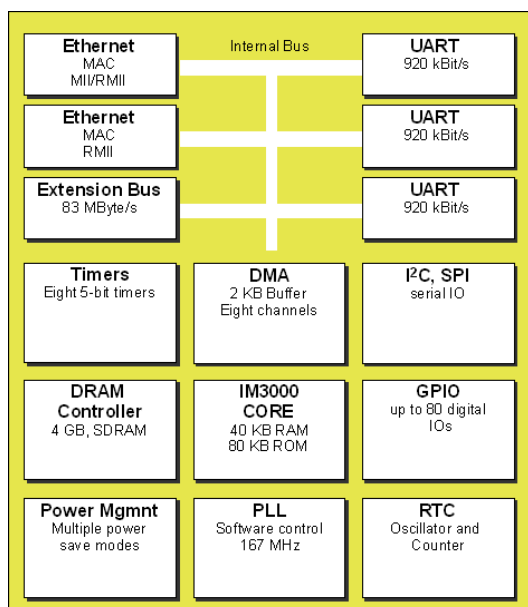 Ethernet
MAC
MII/RMII
Internal Bus
UART
920 kBit/s
Ethernet
MAC
RMII
UART
920 kBit/s
Extension Bus
83 MByte/s
UART
920 kBit/s
Timers
Eight 5-bit timers
DMA
2 KB Buffer
Eight channels
I²C, SPI
serial IO
DRAM
Controller
4 GB, SDRAM
IM3000
CORE
40 KB RAM
80 KB ROM
GPIO
up to 80 digital
IOs
Power Mgmnt
Multiple power
save modes
PLL
Software control
167 MHz
RTC
Oscillator and
Counter